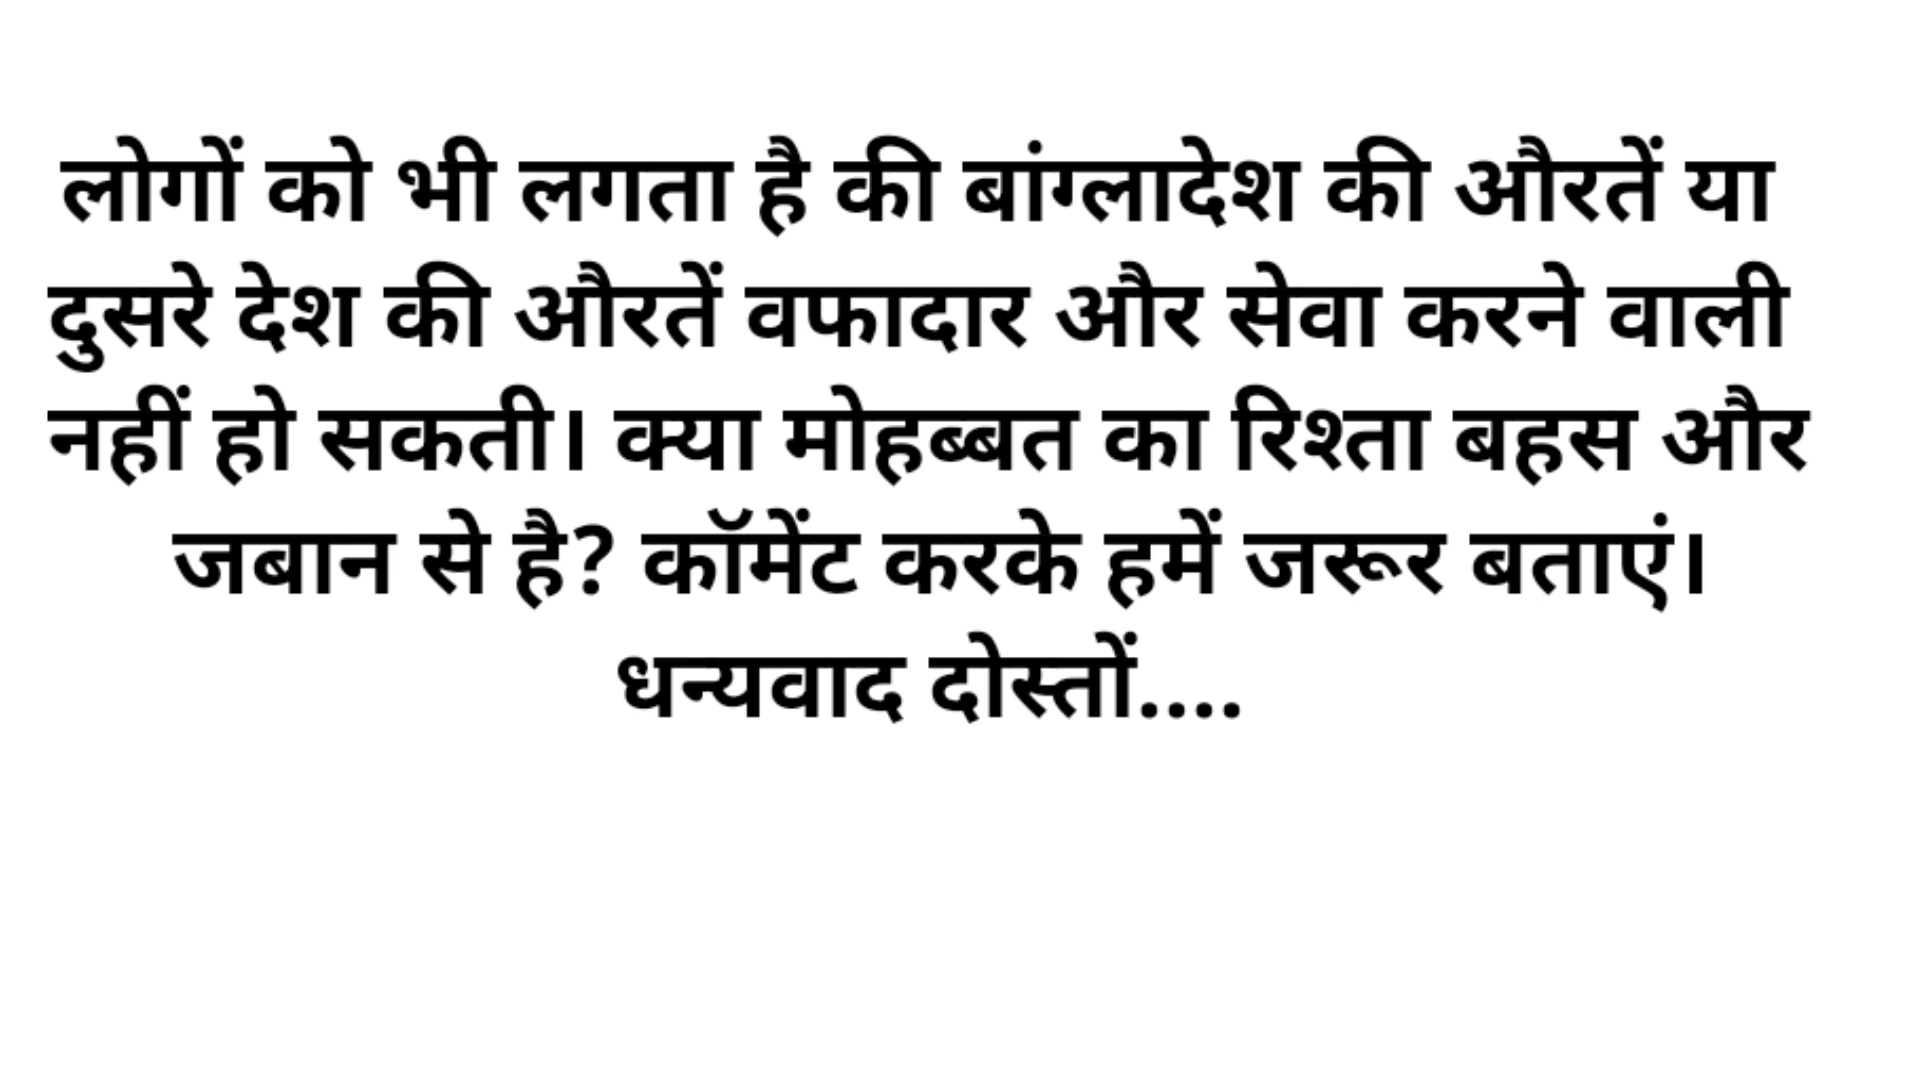 लोगों को भी लगता है की बांग्लादेश की औरतें या
दुसरे देश की औरतें वफादार और सेवा करने वाली
नहीं हो सकती। क्या मोहब्बत का रिश्ता बहस और
जबान से है? कॉमेंट करके हमें जरूर बताएं।
धन्यवाद दोस्तों....